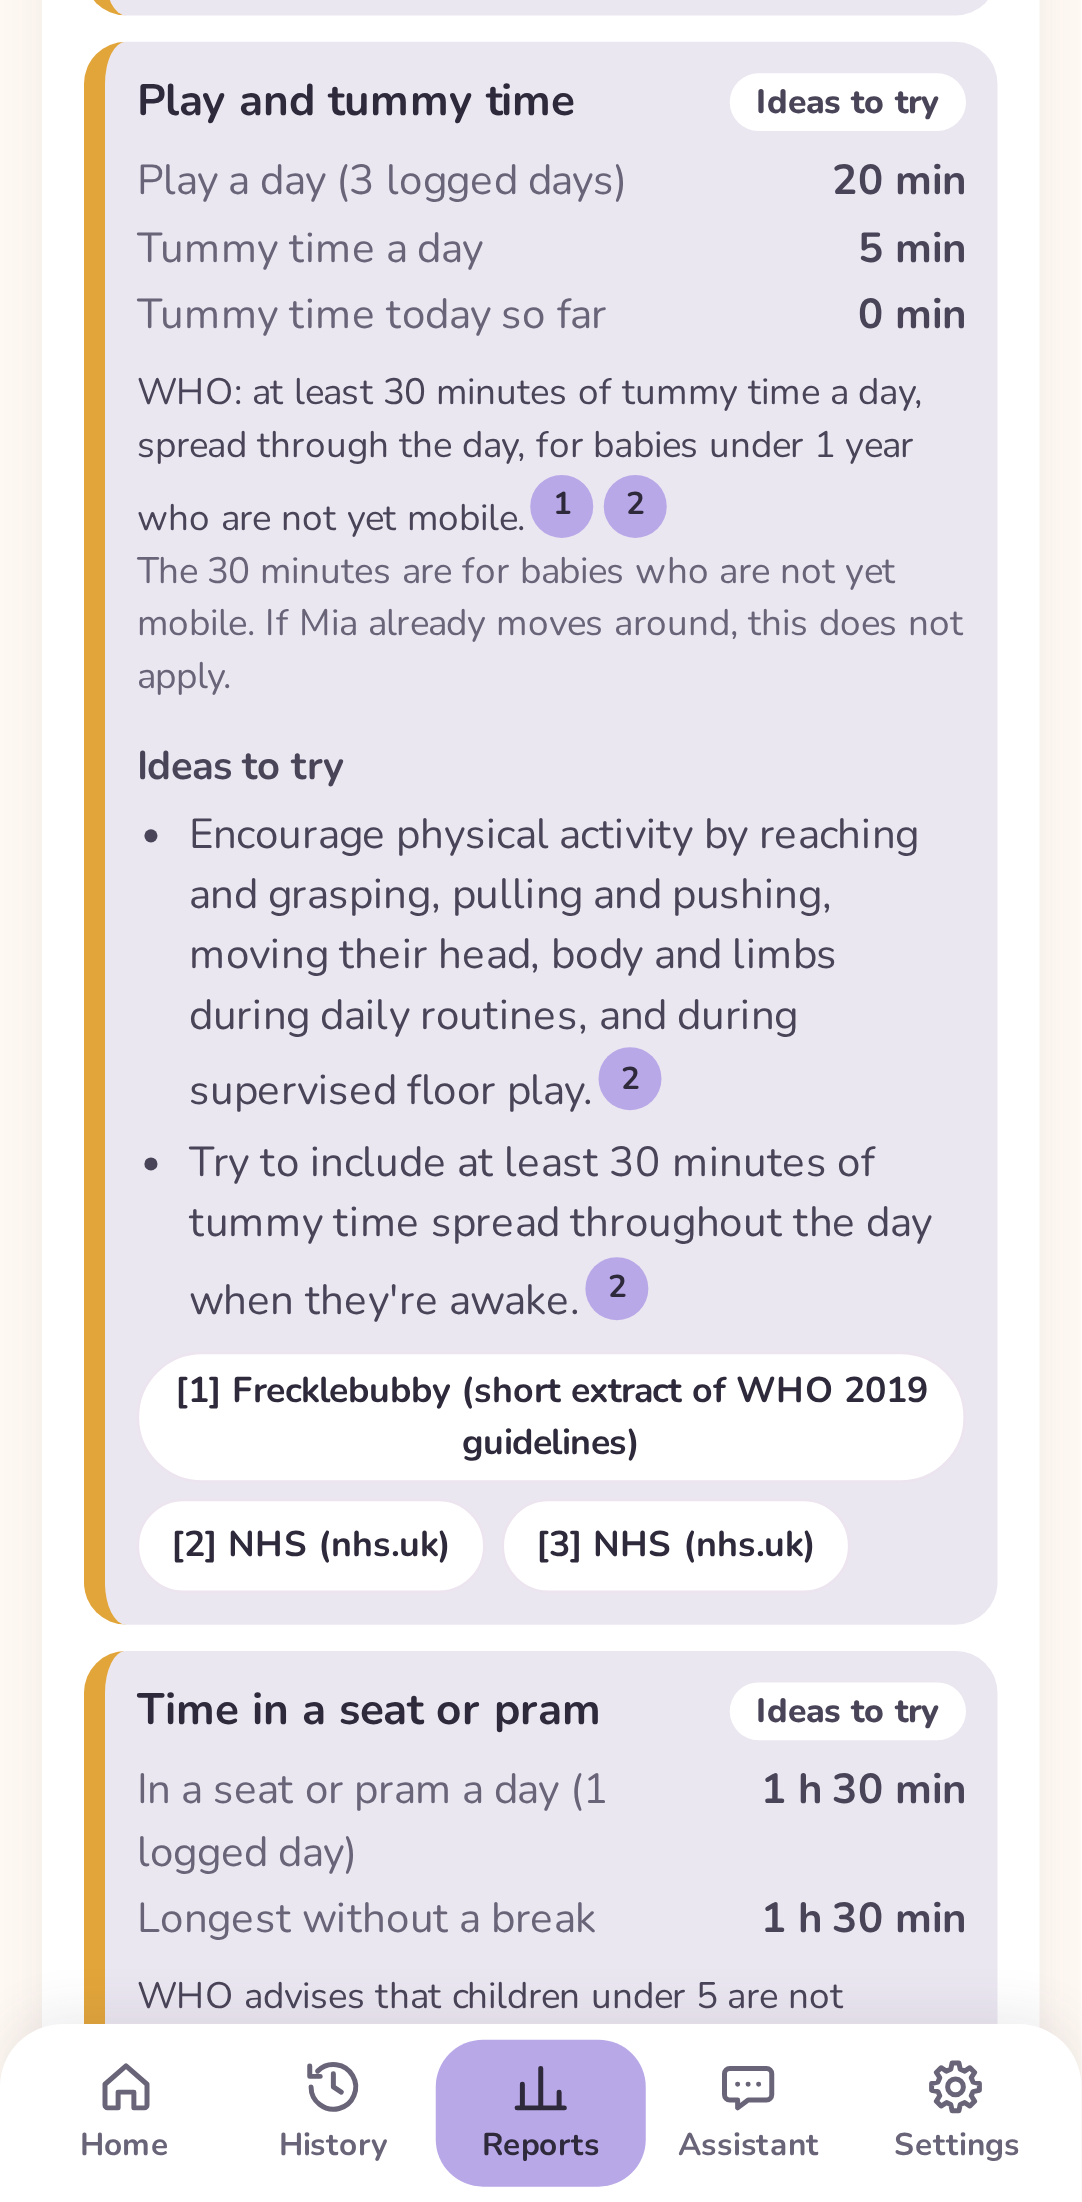 Play and tummy time
Ideas to try
Play a day (3 logged days)
20 min
Tummy time a day
5 min
Tummy time today so far
0 min
WHO: at least 30 minutes of tummy time a day,
spread through the day, for babies under 1 year
who are not yet mobile. 1 2
The 30 minutes are for babies who are not yet
mobile. If Mia already moves around, this does not
apply.
Ideas to try
• Encourage physical activity by reaching
and grasping, pulling and pushing,
moving their head, body and limbs
during daily routines, and during
supervised floor play. 2
• Try to include at least 30 minutes of
tummy time spread throughout the day
when they're awake. 2
[1] Frecklebubby (short extract of WHO 2019
guidelines)
[2] NHS (nhs.uk)
[3] NHS (nhs.uk)
Time in a seat or pram
Ideas to try
In a seat or pram a day (1
logged day)
1 h 30 min
Longest without a break
1 h 30 min
WHO advises that children under 5 are not
Home
History
Reports
Assistant
Settings